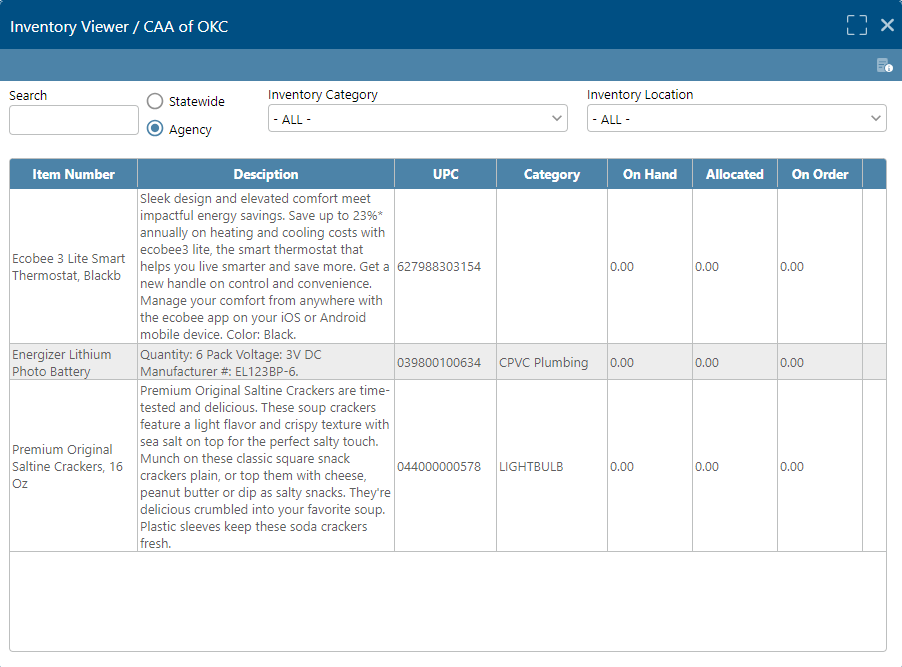 Inventory Viewer / CAA of OKC
Search
Statewide
Agency
Inventory Category
- ALL -
Inventory Location
- ALL -
Item Number Desciption UPC Category On Hand Allocated On Order
Ecobee 3 Lite Smart
Thermostat, Blackb
Sleek design and elevated comfort meet
impactful energy savings. Save up to 23%*
annually on heating and cooling costs with
ecobee3 lite, the smart thermostat that
helps you live smarter and save more. Get a
new handle on control and convenience.
Manage your comfort from anywhere with
the ecobee app on your iOS or Android
mobile device. Color: Black.
627988303154
0.00 0.00 0.00
Energizer Lithium
Photo Battery
Quantity: 6 Pack Voltage: 3V DC
Manufacturer #: EL123BP-6.
039800100634
CPVC Plumbing
0.00 0.00 0.00
Premium Original
Saltine Crackers, 16
Oz
Premium Original Saltine Crackers are time-
tested and delicious. These soup crackers
feature a light flavor and crispy texture with
sea salt on top for the perfect salty touch.
Munch on these classic square snack
crackers plain, or top them with cheese,
peanut butter or dip as salty snacks. They're
delicious crumbled into your favorite soup.
Plastic sleeves keep these soda crackers
fresh.
044000000578
LIGHTBULB
0.00 0.00 0.00